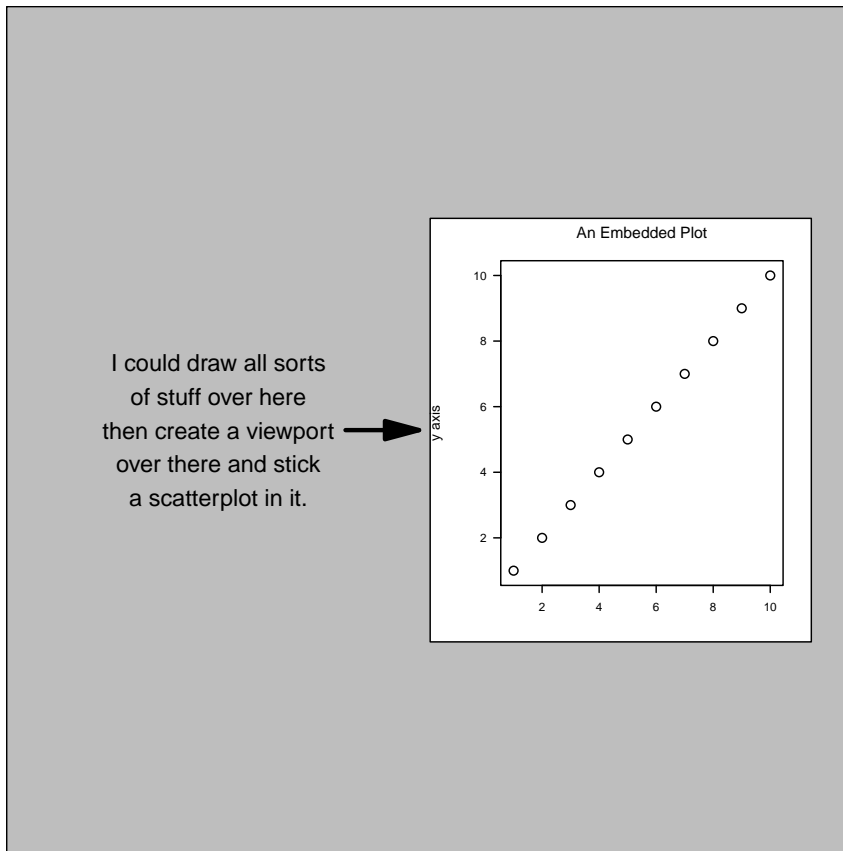 An Embedded Plot
10
8
6
4
2
y axis
2 4 6 8 10
I could draw all sorts
of stuff over here
then create a viewport
over there and stick
a scatterplot in it.